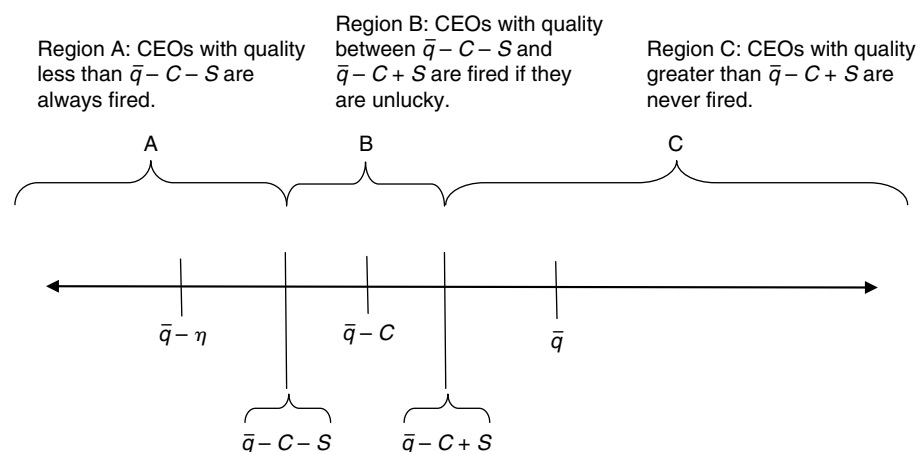 Region A: CEOs with quality
less than q̅ – C – S are
always fired.
Region B: CEOs with quality
between q̅ – C – S and
q̅ – C + S are fired if they
are unlucky.
Region C: CEOs with quality
greater than q̅ – C + S are
never fired.
A
B
C
q̅ – η
q̅ – C
q̅
q̅ – C – S
q̅ – C + S